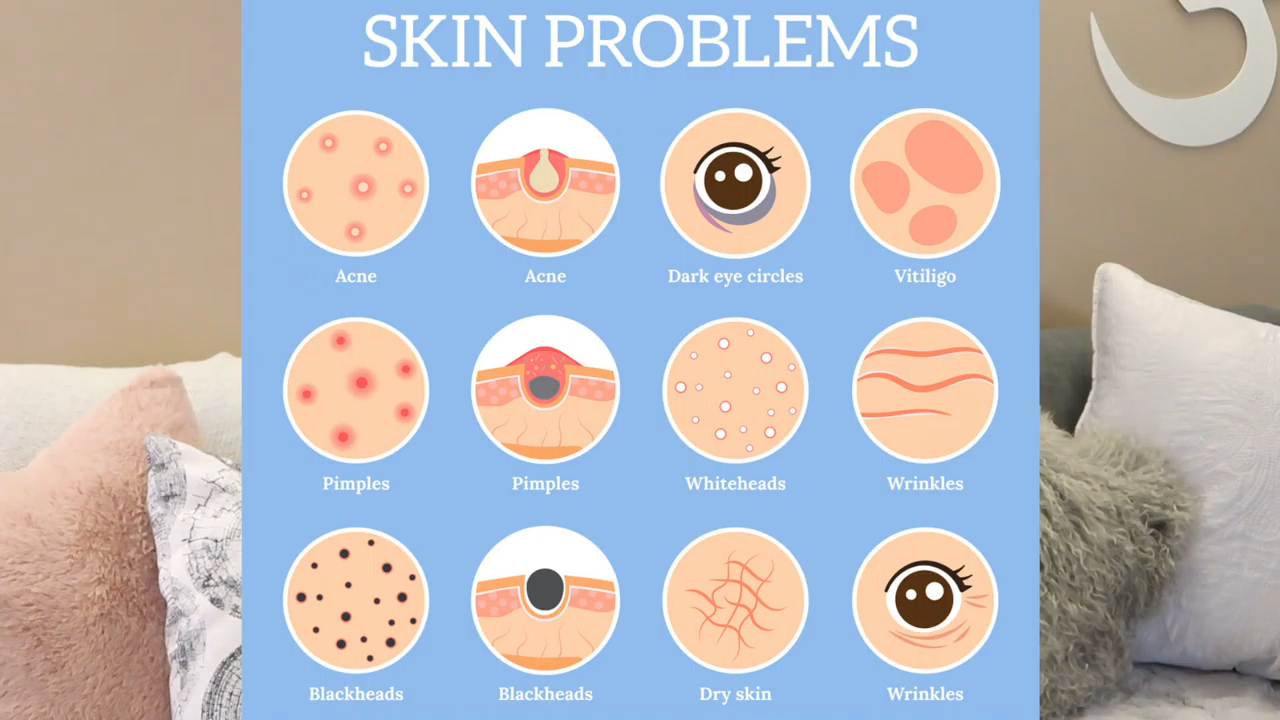 SKIN PROBLEMS
Acne
Acne
Dark eye circles
Vitiligo
Pimples
Pimples
Whiteheads
Wrinkles
Blackheads
Blackheads
Dry skin
Wrinkles